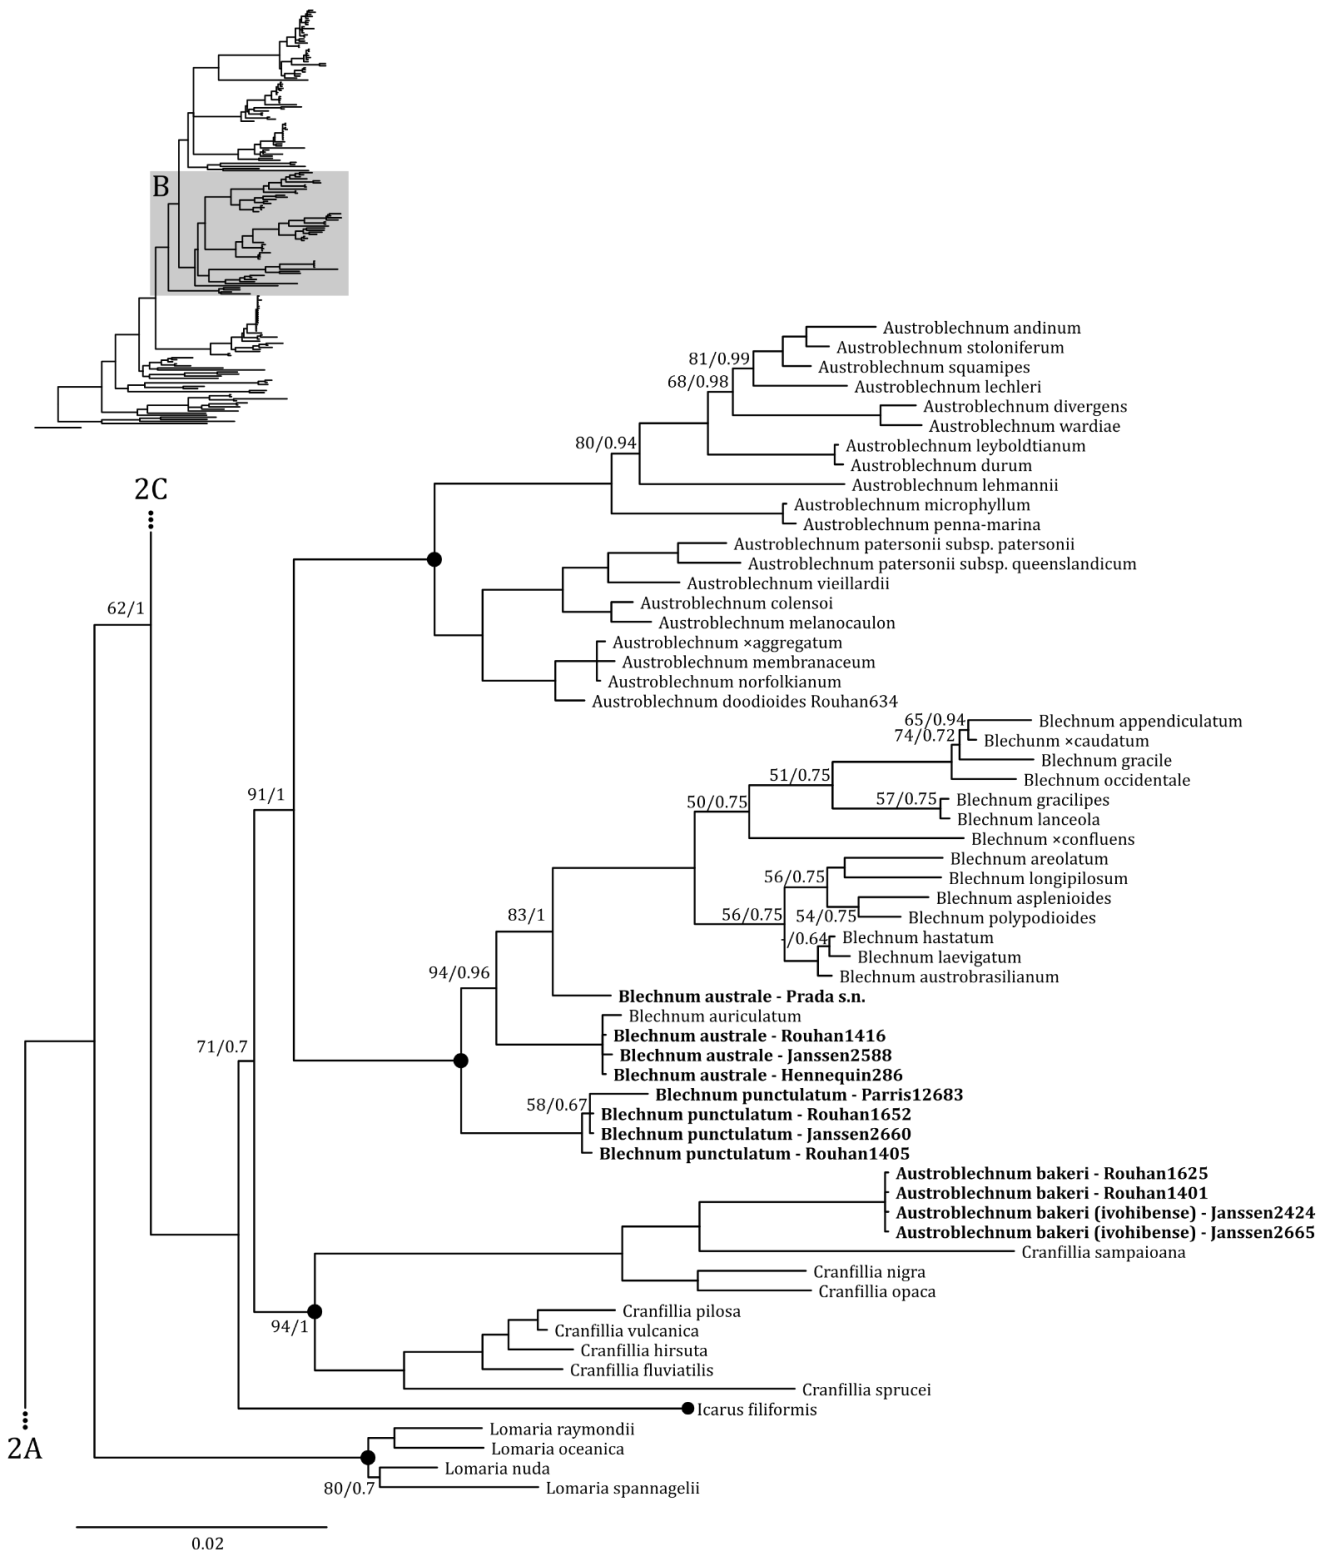 B
2C
62/1
Austroblechnum andinum
Austroblechnum stoloniferum
81/0.99
Austroblechnum squamipes
68/0.98
Austroblechnum lechleri
Austroblechnum divergens
Austroblechnum wardiae
80/0.94
Austroblechnum leyboldtianum
Austroblechnum durum
Austroblechnum lehmannii
Austroblechnum microphyllum
Austroblechnum penna-marina
Austroblechnum patersonii subsp. patersonii
Austroblechnum patersonii subsp. queenslandicum
Austroblechnum vieillardii
Austroblechnum colensoi
Austroblechnum melanocaulon
Austroblechnum ×aggregatum
Austroblechnum membranaceum
Austroblechnum norfolkianum
Austroblechnum doodioides Rouhan634
65/0.94
Blechnum appendiculatum
74/0.72
Blechunm ×caudatum
Blechnum gracile
51/0.75
Blechnum occidentale
91/1
50/0.75
57/0.75
Blechnum gracilipes
Blechnum lanceola
Blechnum ×confluens
Blechnum areolatum
56/0.75
Blechnum longipilosum
Blechnum asplenioides
83/1
56/0.75
54/0.75
Blechnum polypodioides
-/0.64
Blechnum hastatum
Blechnum laevigatum
94/0.96
Blechnum austrobrasilianum
Blechnum australe - Prada s.n.
Blechnum auriculatum
Blechnum australe - Rouhan1416
71/0.7
Blechnum australe - Janssen2588
Blechnum australe - Hennequin286
Blechnum punctulatum - Parris12683
58/0.67
Blechnum punctulatum - Rouhan1652
Blechnum punctulatum - Janssen2660
Blechnum punctulatum - Rouhan1405
Austroblechnum bakeri - Rouhan1625
Austroblechnum bakeri - Rouhan1401
Austroblechnum bakeri (ivohibense) - Janssen2424
Austroblechnum bakeri (ivohibense) - Janssen2665
Cranfillia sampaioana
Cranfillia nigra
Cranfillia opaca
94/1
Cranfillia pilosa
Cranfillia vulcanica
Cranfillia hirsuta
Cranfillia fluviatilis
Cranfillia sprucei
Icarus filiformis
2A
Lomaria raymondii
Lomaria oceanica
Lomaria nuda
80/0.7
Lomaria spannagelii
0.02